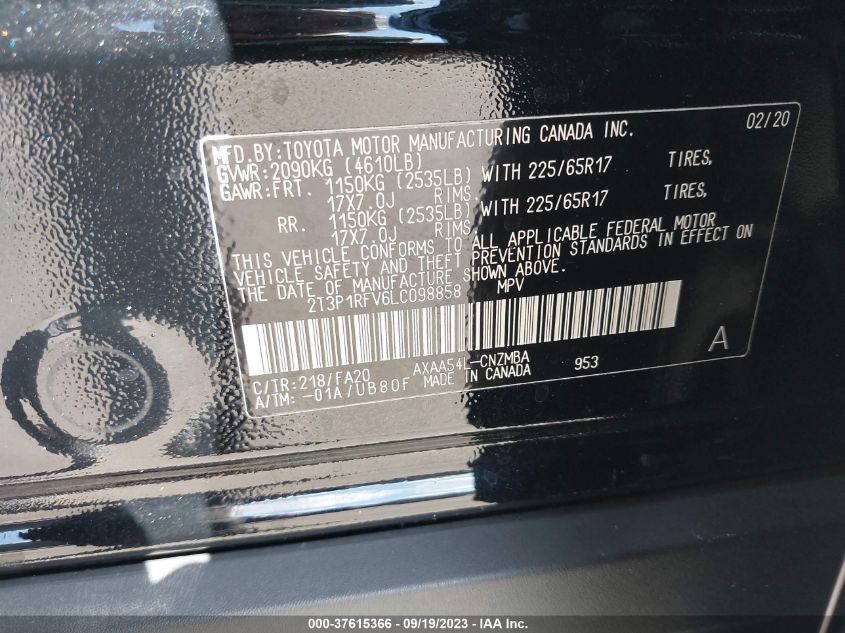 MFD.BY:TOYOTA MOTOR MANUFACTURING CANADA INC. 02/20
GVWR:2090KG (4610LB)
GAWR:FRT. 1150KG (2535LB) WITH 225/65R17 TIRES,
17X7.0J RIMS
RR. 1150KG (2535LB) WITH 225/65R17 TIRES,
17X7.0J RIMS
THIS VEHICLE CONFORMS TO ALL APPLICABLE FEDERAL MOTOR
VEHICLE SAFETY AND THEFT PREVENTION STANDARDS IN EFFECT ON
THE DATE OF MANUFACTURE SHOWN ABOVE.
2T3P1RFV6LC098858 MPV
A
C/TR:218/FA20 AXAA54L-CNZMBA 953
A/TM:-01A/UB80F MADE IN CANADA
000-37615366 - 09/19/2023 - IAA Inc.